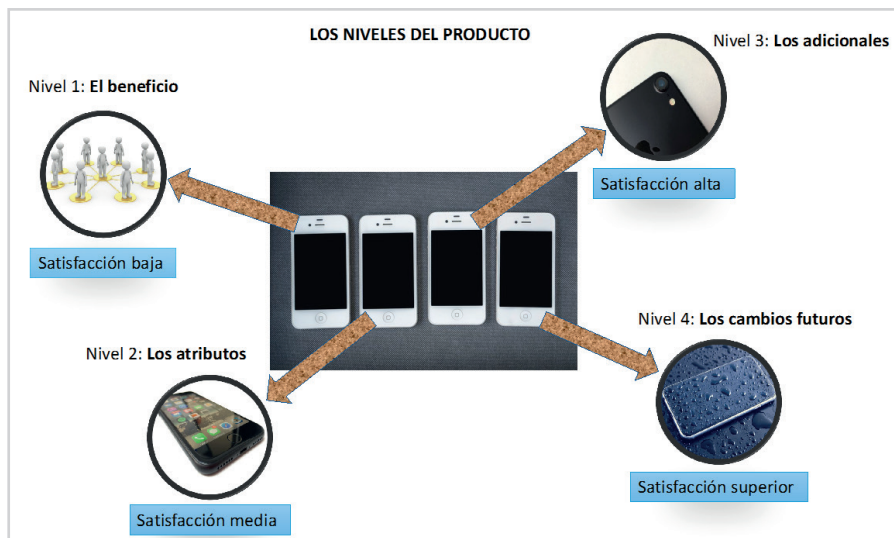 LOS NIVELES DEL PRODUCTO
Nivel 1: El beneficio
Satisfacción baja
Nivel 2: Los atributos
Satisfacción media
Nivel 3: Los adicionales
Satisfacción alta
Nivel 4: Los cambios futuros
Satisfacción superior